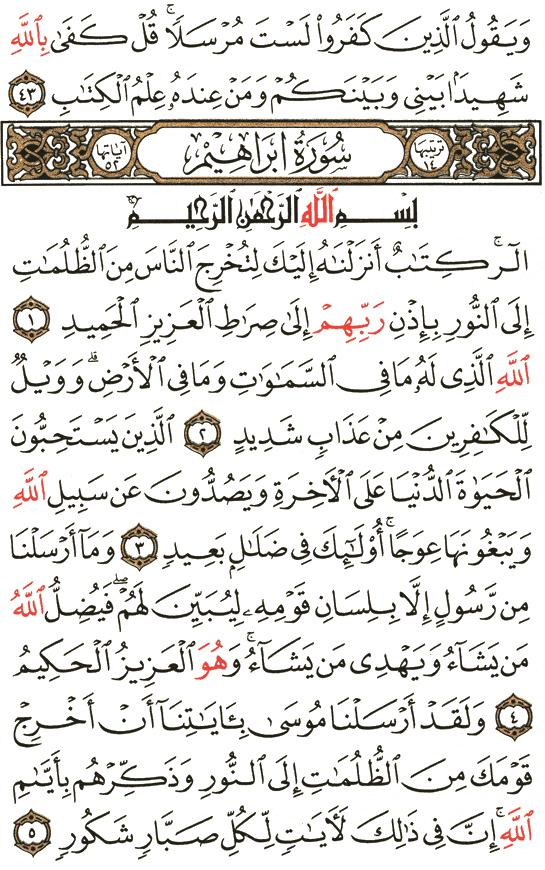 وَيَقُولُ ٱلَّذِينَ كَفَرُواْ لَسْتَ مُرْسَلًاۚ قُلْ كَفَىٰ بِٱللَّهِ
شَهِيدًۢا بَيْنِي وَبَيْنَكُمْ وَمَنْ عِندَهُۥ عِلْمُ ٱلْكِتَٰبِ ٤٣
ترتيبها ١٤ سُورَةُ ابْرَاهِيْم آياتها ٥٢
بِسْمِ ٱللَّهِ ٱلرَّحْمَٰنِ ٱلرَّحِيمِ
الٓرۚ كِتَٰبٌ أَنزَلْنَٰهُ إِلَيْكَ لِتُخْرِجَ ٱلنَّاسَ مِنَ ٱلظُّلُمَٰتِ
إِلَى ٱلنُّورِ بِإِذْنِ رَبِّهِمْ إِلَىٰ صِرَٰطِ ٱلْعَزِيزِ ٱلْحَمِيدِ ١
ٱللَّهِ ٱلَّذِى لَهُۥ مَا فِى ٱلسَّمَٰوَٰتِ وَمَا فِى ٱلْأَرْضِۗ وَوَيْلٌ
لِّلْكَٰفِرِينَ مِنْ عَذَابٍ شَدِيدٍ ٢ ٱلَّذِينَ يَسْتَحِبُّونَ
ٱلْحَيَوٰةَ ٱلدُّنْيَا عَلَى ٱلْأَخِرَةِ وَيَصُدُّونَ عَن سَبِيلِ ٱللَّهِ
وَيَبْغُونَهَا عِوَجًاۚ أُوْلَٰٓئِكَ فِى ضَلَٰلٍۭ بَعِيدٍ ٣ وَمَآ أَرْسَلْنَا
مِن رَّسُولٍ إِلَّا بِلِسَانِ قَوْمِهِۦ لِيُبَيِّنَ لَهُمْۖ فَيُضِلُّ ٱللَّهُ
مَن يَشَآءُ وَيَهْدِى مَن يَشَآءُۚ وَهُوَ ٱلْعَزِيزُ ٱلْحَكِيمُ
٤ وَلَقَدْ أَرْسَلْنَا مُوسَىٰ بِـَٔايَٰتِنَآ أَنْ أَخْرِجْ
قَوْمَكَ مِنَ ٱلظُّلُمَٰتِ إِلَى ٱلنُّورِ وَذَكِّرْهُم بِأَيَّىٰمِ
ٱللَّهِۚ إِنَّ فِى ذَٰلِكَ لَأَيَٰتٍ لِّكُلِّ صَبَّارٍ شَكُورٍ ٥